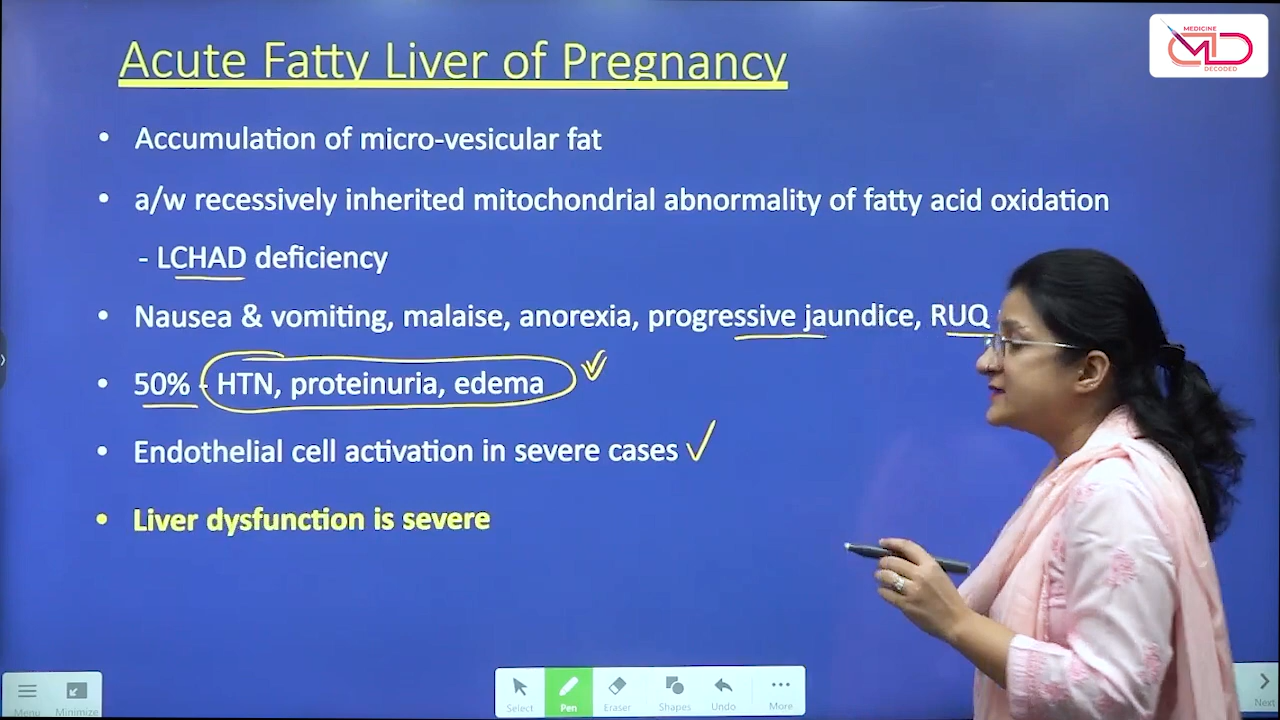 MEDICINE
MD
DECODED
Acute Fatty Liver of Pregnancy
• Accumulation of micro-vesicular fat
• a/w recessively inherited mitochondrial abnormality of fatty acid oxidation
- LCHAD deficiency
• Nausea & vomiting, malaise, anorexia, progressive jaundice, RUQ
• 50% - HTN, proteinuria, edema
• Endothelial cell activation in severe cases
• Liver dysfunction is severe
Menu
Minimize
Select
Pen
Eraser
Shapes
Undo
More
Next